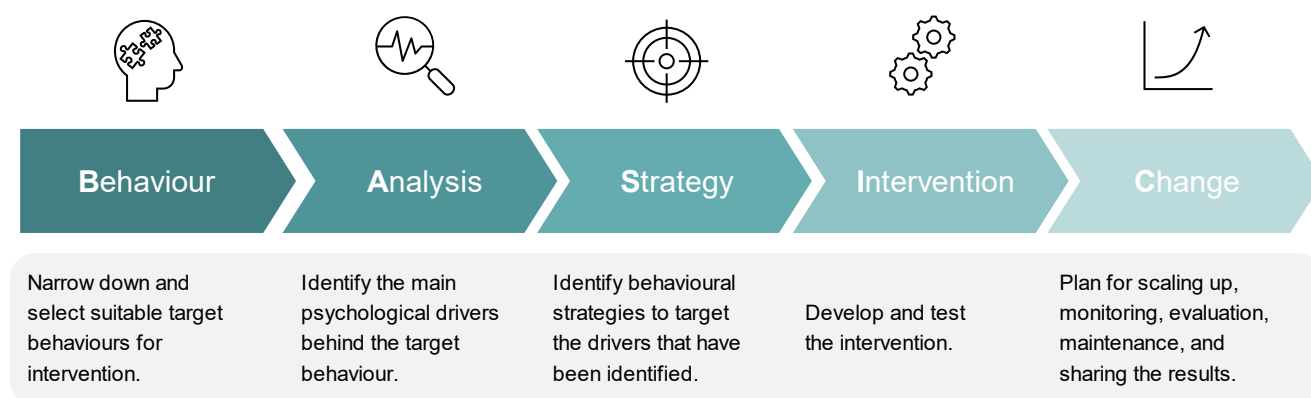 Behaviour
Analysis
Strategy
Intervention
Change
Narrow down and
select suitable target
behaviours for
intervention.
Identify the main
psychological drivers
behind the target
behaviour.
Identify behavioural
strategies to target
the drivers that have
been identified.
Develop and test
the intervention.
Plan for scaling up,
monitoring, evaluation,
maintenance, and
sharing the results.